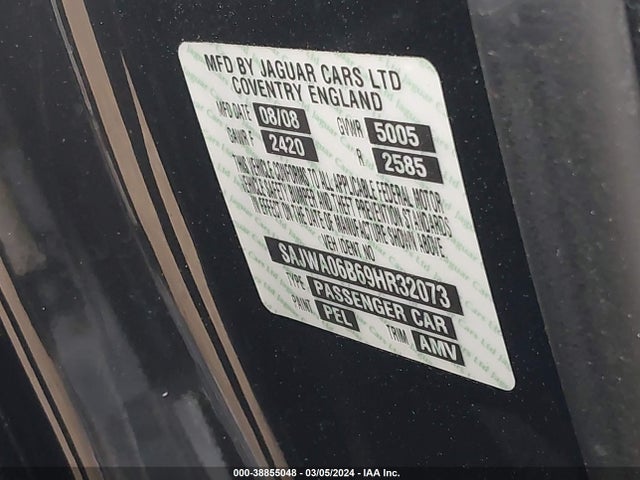 MFD BY JAGUAR CARS LTD
COVENTRY ENGLAND
MFD DATE 08/08 GVWR 5005
GAWR F 2420 R 2585
THIS VEHICLE CONFORMS TO ALL APPLICABLE FEDERAL MOTOR
VEHICLE SAFETY BUMPER AND THEFT PREVENTION STANDARDS
IN EFFECT ON THE DATE OF MANUFACTURE SHOWN ABOVE
VEH IDENT NO
SAJWA06B69HR32073
TYPE PASSENGER CAR
PAINT PEL TRIM AMV
000-38855048 - 03/05/2024 - IAA Inc.